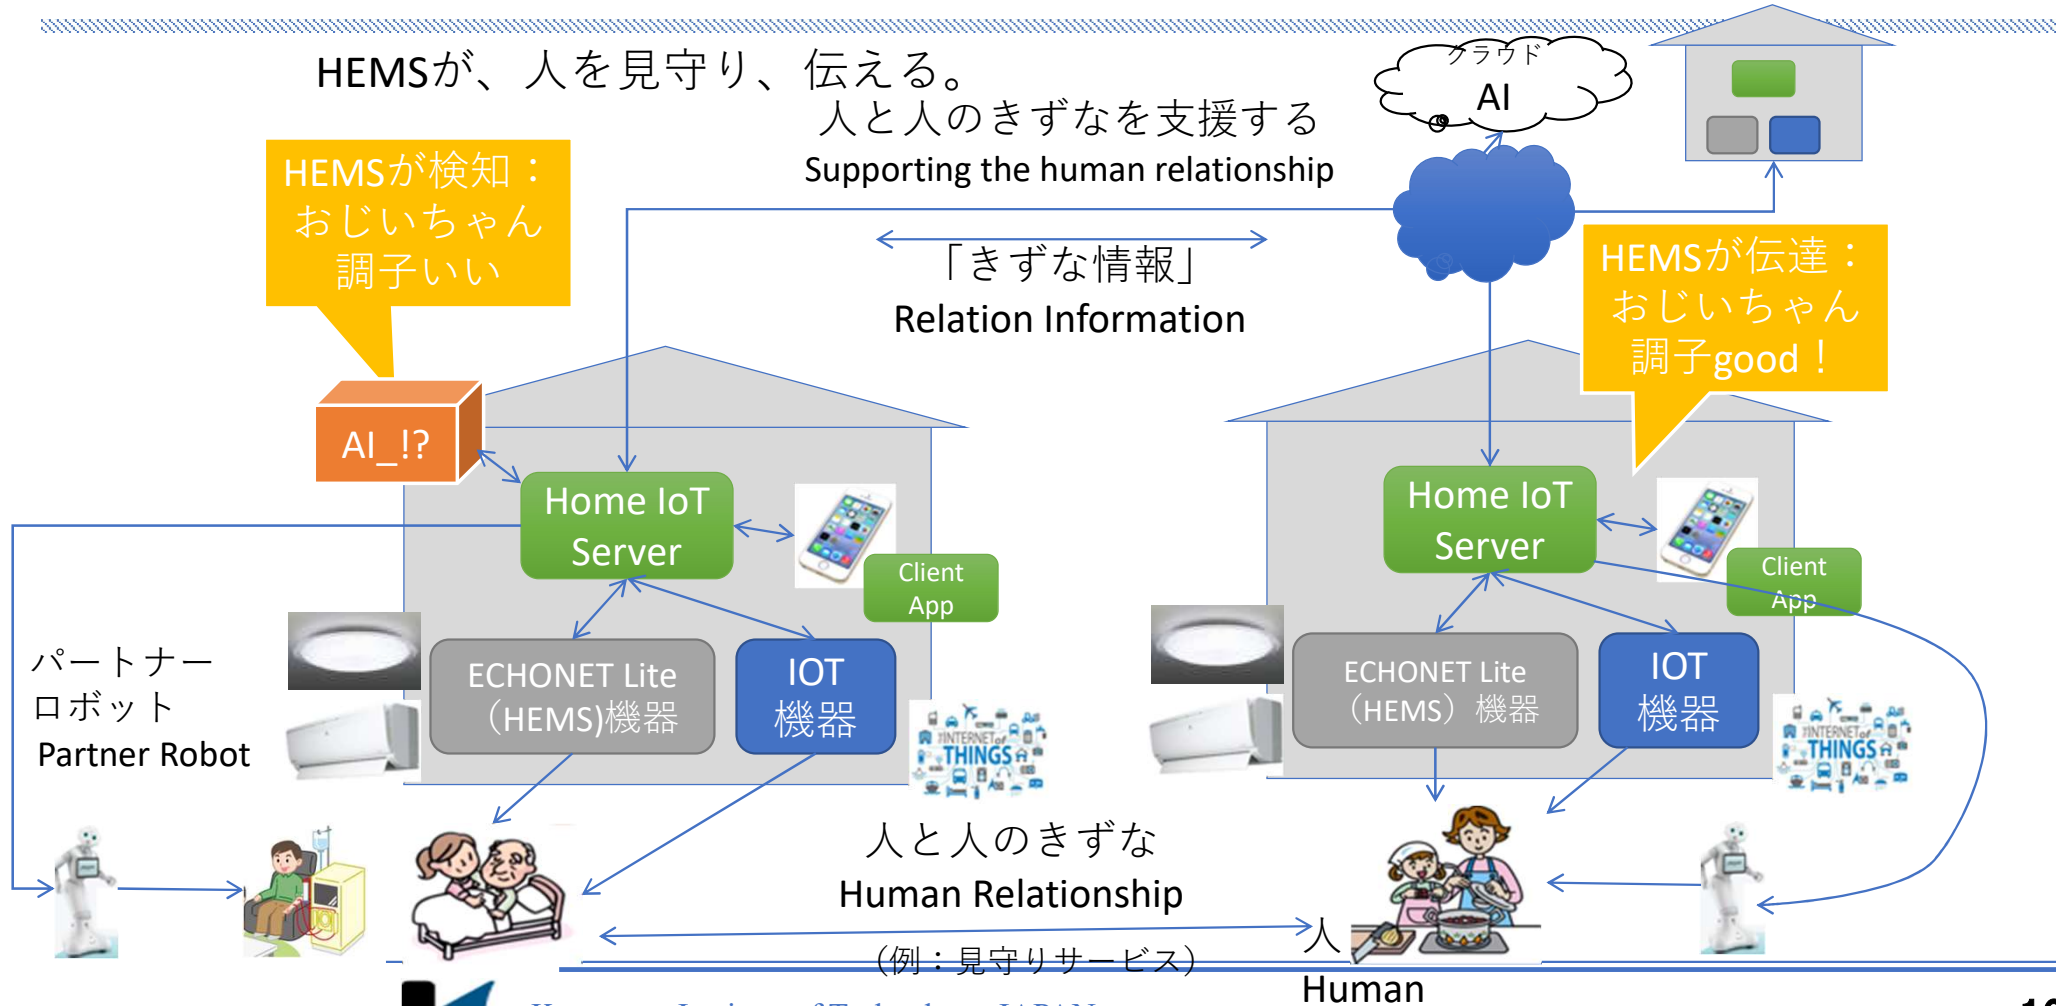 HEMSが、人を見守り、伝える。
人と人のきずなを支援する
Supporting the human relationship
クラウド
AI
HEMSが検知：
おじいちゃん
調子いい
「きずな情報」
Relation Information
HEMSが伝達：
おじいちゃん
調子good！
AI_!?
Home IoT
Server
Client
App
ECHONET Lite
（HEMS)機器
IOT
機器
INTERNET of
THINGS
Home IoT
Server
Client
App
ECHONET Lite
（HEMS）機器
IOT
機器
INTERNET of
THINGS
パートナー
ロボット
Partner Robot
人と人のきずな
Human Relationship
（例：見守りサービス）
人
Human